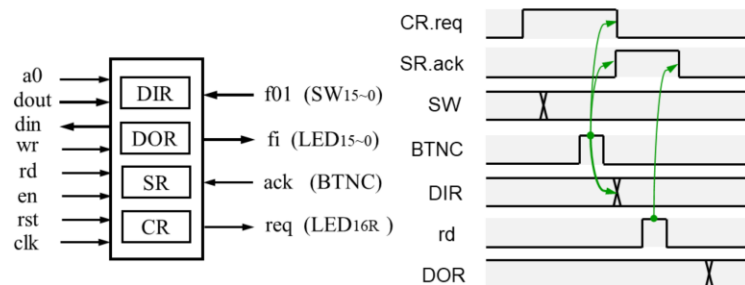 a0
dout
din
wr
rd
en
rst
clk
DIR
DOR
SR
CR
f01 (SW15~0)
fi (LED15~0)
ack (BTNC)
req (LED16R)
CR.req
SR.ack
SW
BTNC
DIR
rd
DOR